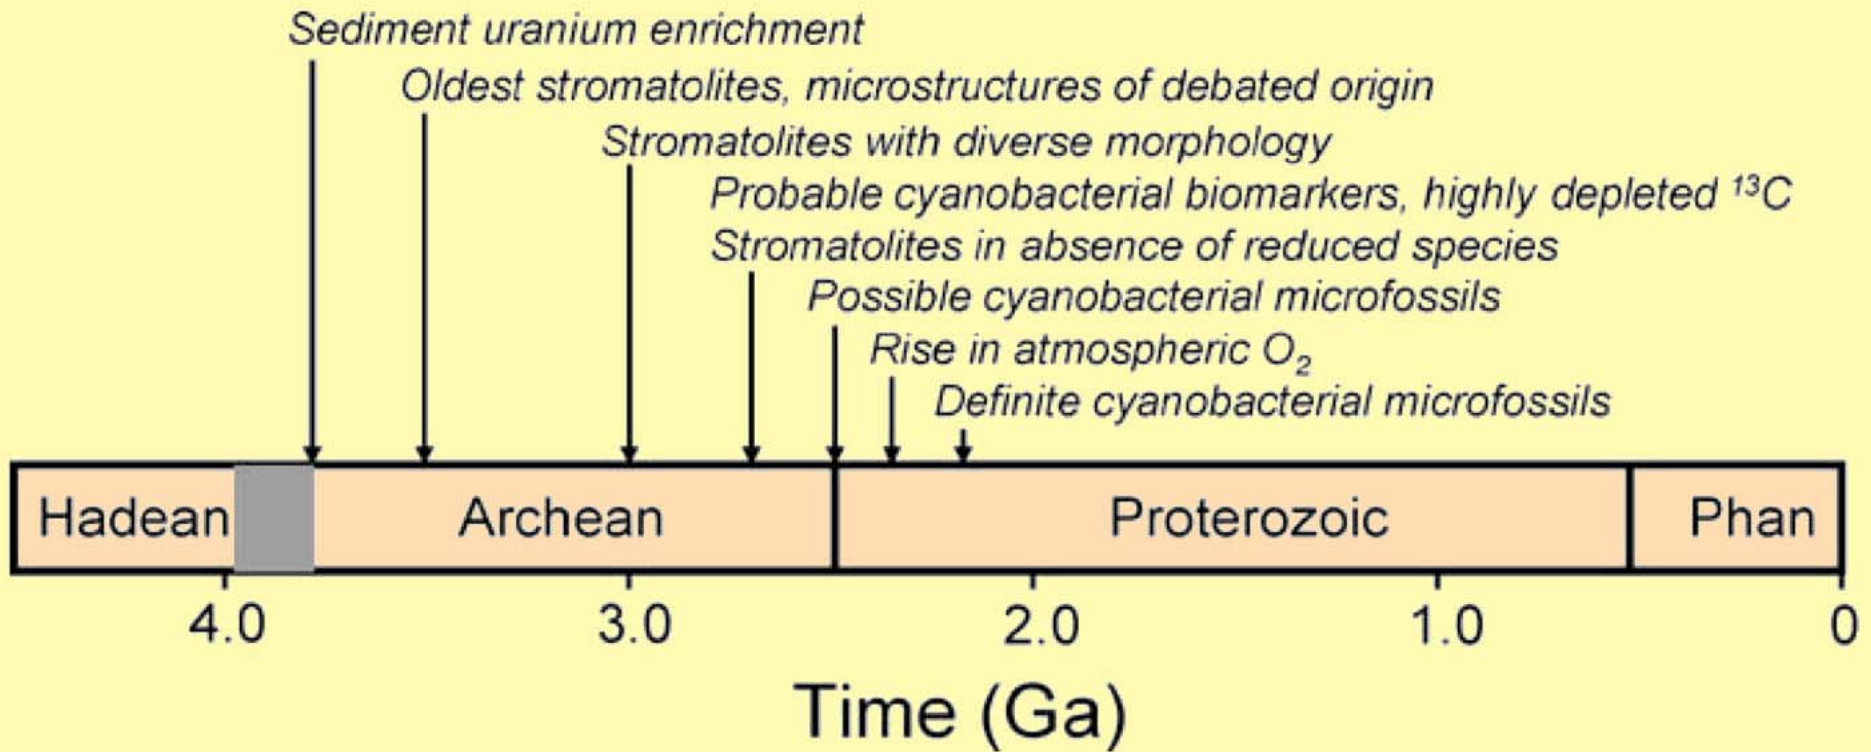 Sediment uranium enrichment
Oldest stromatolites, microstructures of debated origin
Stromatolites with diverse morphology
Probable cyanobacterial biomarkers, highly depleted ¹³C
Stromatolites in absence of reduced species
Possible cyanobacterial microfossils
Rise in atmospheric O₂
Definite cyanobacterial microfossils
Hadean Archean Proterozoic Phan
4.0 3.0 2.0 1.0 0
Time (Ga)